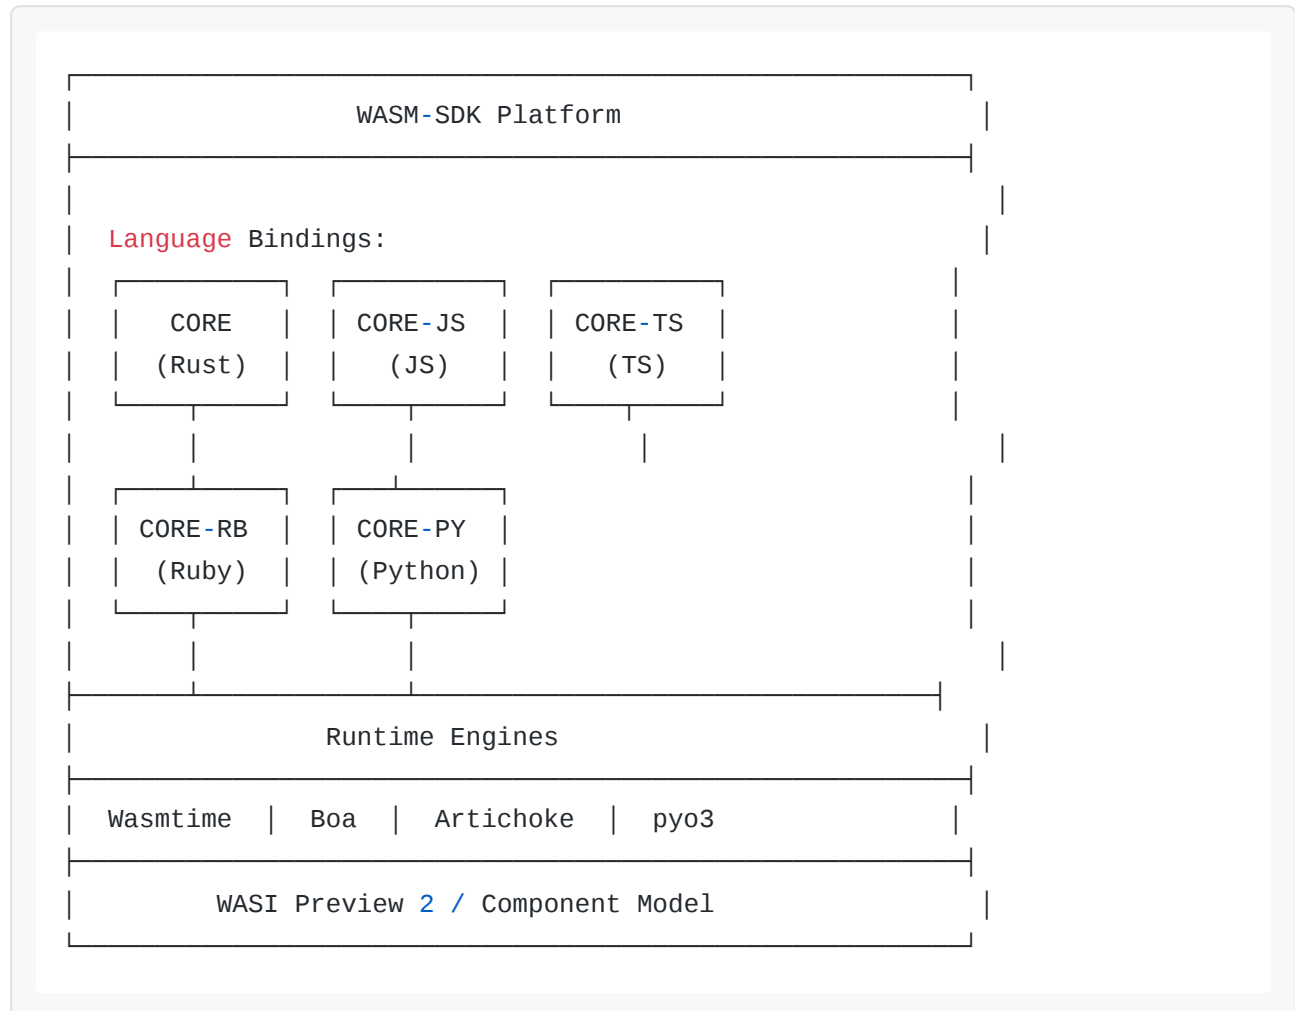 WASM-SDK Platform
Language Bindings:
CORE CORE-JS CORE-TS
(Rust) (JS) (TS)
CORE-RB CORE-PY
(Ruby) (Python)
Runtime Engines
Wasmtime │ Boa │ Artichoke │ pyo3
WASI Preview 2 / Component Model